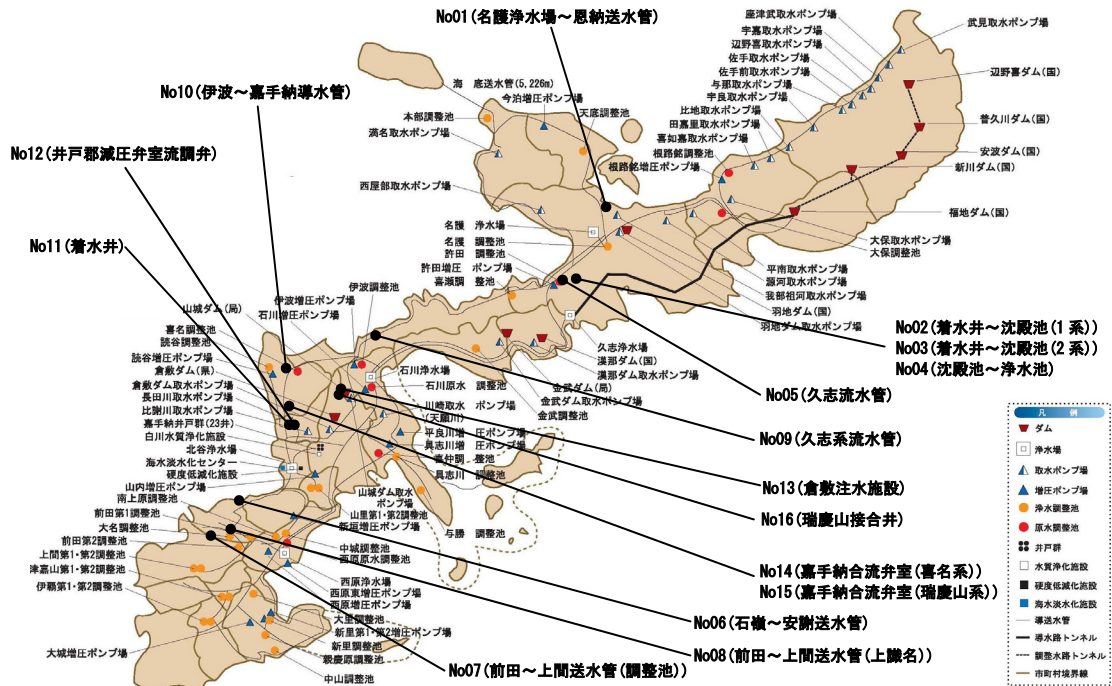 No01(名護浄水場～恩納送水管)
No10(伊波～嘉手納導水管)
No12(井戸郡減圧弁室流調弁)
No11(着水井)
海　底送水管(5,226m)
今泊増圧ポンプ場
本部調整池
天底調整池
満名取水ポンプ場
西屋部取水ポンプ場
座津武取水ポンプ場
武見取水ポンプ場
宇嘉取水ポンプ場
辺野喜取水ポンプ場
佐手取水ポンプ場
佐手前取水ポンプ場
与那取水ポンプ場
宇良取水ポンプ場
比地取水ポンプ場
田嘉里取水ポンプ場
喜如嘉取水ポンプ場
根路銘調整池
根路銘増圧ポンプ場
辺野喜ダム(国)
普久川ダム(国)
安波ダム(国)
新川ダム(国)
福地ダム(国)
大保取水ポンプ場
大保調整池
名護　浄水場
名護　調整池
許田　調整池
許田増圧　ポンプ場
喜瀬調　整池
平南取水ポンプ場
源河取水ポンプ場
我部祖河取水ポンプ場
羽地ダム(国)
羽地ダム取水ポンプ場
No02(着水井～沈殿池(1系))
No03(着水井～沈殿池(2系))
No04(沈殿池～浄水池)
No05(久志流水管)
No09(久志系流水管)
No13(倉敷注水施設)
No16(瑞慶山接合井)
No14(嘉手納合流弁室(喜名系))
No15(嘉手納合流弁室(瑞慶山系))
No06(石嶺～安謝送水管)
No08(前田～上間送水管(上識名))
No07(前田～上間送水管(調整池))
伊波調整池
伊波増圧ポンプ場
石川増圧ポンプ場
山城ダム(局)
喜名調整池
読谷調整池
読谷増圧ポンプ場
倉敷ダム(県)
倉敷ダム取水ポンプ場
長田川取水ポンプ場
比謝川取水ポンプ場
嘉手納井戸群(23井)
白川水質浄化施設
北谷浄水場
海水淡水化センター
硬度低減化施設
山内増圧ポンプ場
南上原調整池
前田第1調整池
大名調整池
前田第2調整池
上間第1・第2調整池
津嘉山第1・第2調整池
伊覇第1・第2調整池
大城増圧ポンプ場
久志浄水場
漢那ダム(国)
漢那ダム取水ポンプ場
金武ダム(局)
金武ダム取水ポンプ場
金武調整池
石川浄水場
石川原水　調整池
川崎取水　ポンプ場
(天願川)
平良川増　圧ポンプ場
具志川増　圧ポンプ場
嘉仲調　整池
具志川　調整池
山城ダム取水
ポンプ場
山里第1・第2調整池
与勝　調整池
新垣増圧ポンプ場
中城調整池
西原原水調整池
西原浄水場
西原東増圧ポンプ場
西原増圧ポンプ場
大里調整池
新里第1・第2増圧ポンプ場
新里調整池
親慶原調整池
中山調整池
凡　例
ダム
浄水場
取水ポンプ場
増圧ポンプ場
浄水調整池
原水調整池
井戸群
水質浄化施設
硬度低減化施設
海水淡水化施設
導送水管
導水路トンネル
調整水路トンネル
市町村境界線